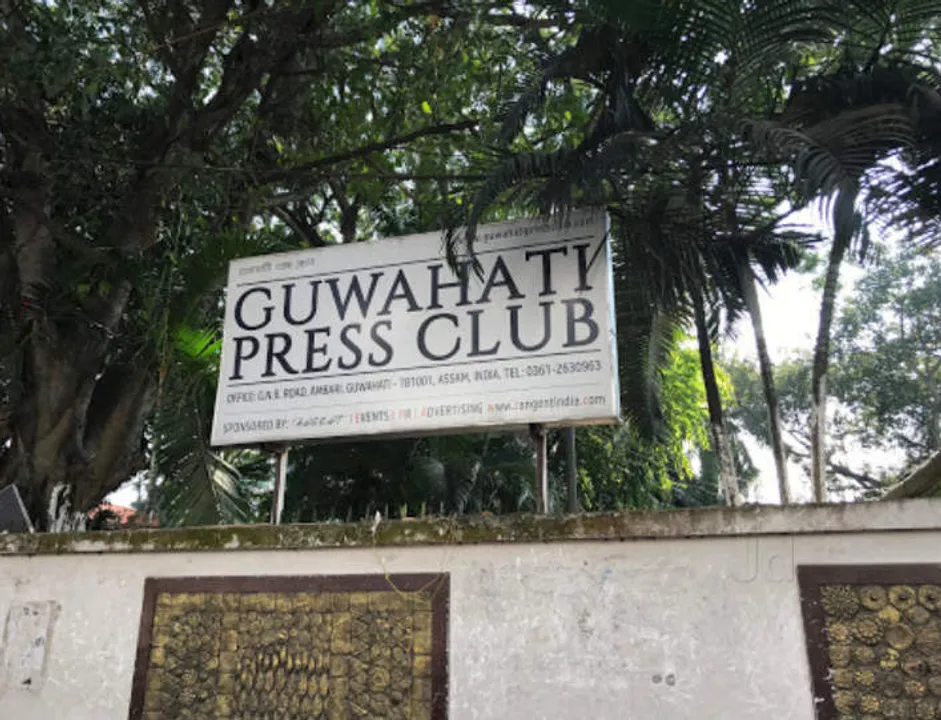 গুৱাহাটী প্ৰেছ ক্লাব
GUWAHATI
PRESS CLUB
OFFICE: G.N.B. ROAD, AMBARI, GUWAHATI - 781001, ASSAM, INDIA, TEL: 0361-2630963
SPONSORED BY: EVENTS | PR | ADVERTISING www.tangentindia.com